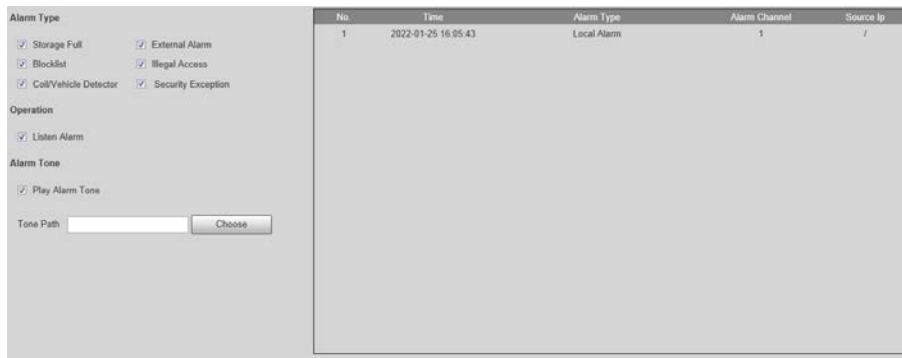 Alarm Type
Storage Full External Alarm
Blocklist Illegal Access
Coil/Vehicle Detector Security Exception
Operation
Listen Alarm
Alarm Tone
Play Alarm Tone
Tone Path Choose
No. Time Alarm Type Alarm Channel Source Ip
1 2022-01-25 16:05:43 Local Alarm 1 /